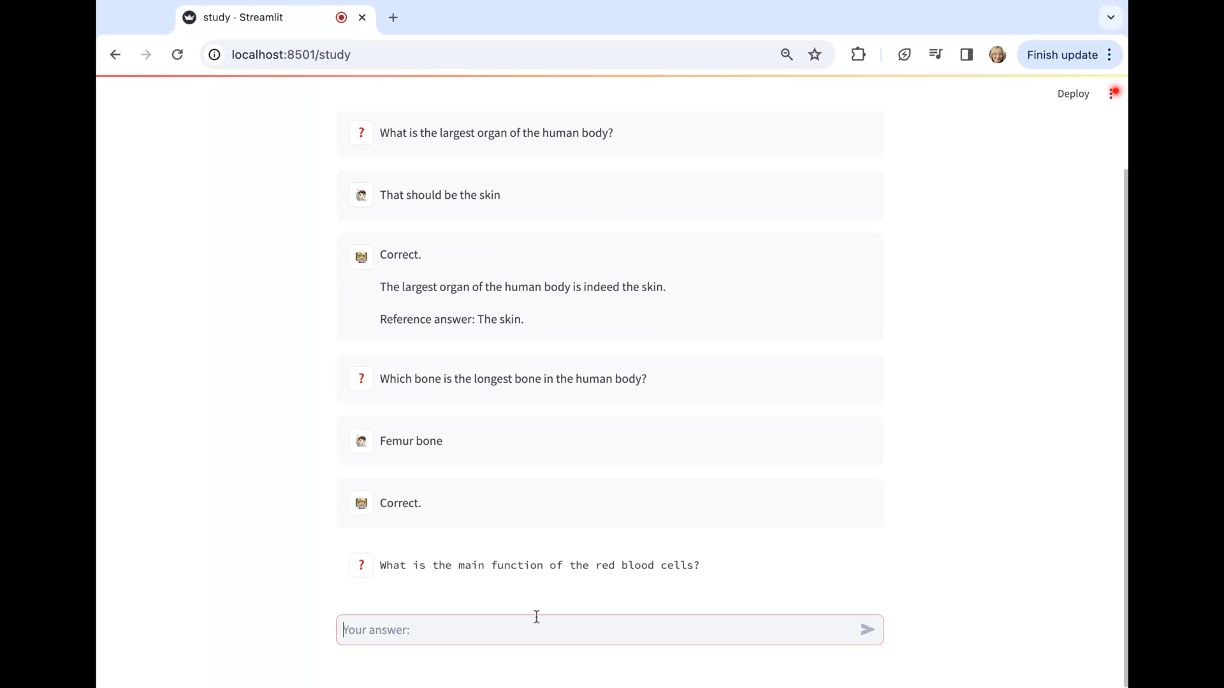 study · Streamlit
localhost:8501/study
Finish update
Deploy
? What is the largest organ of the human body?
That should be the skin
Correct.
The largest organ of the human body is indeed the skin.
Reference answer: The skin.
? Which bone is the longest bone in the human body?
Femur bone
Correct.
? What is the main function of the red blood cells?
Your answer: